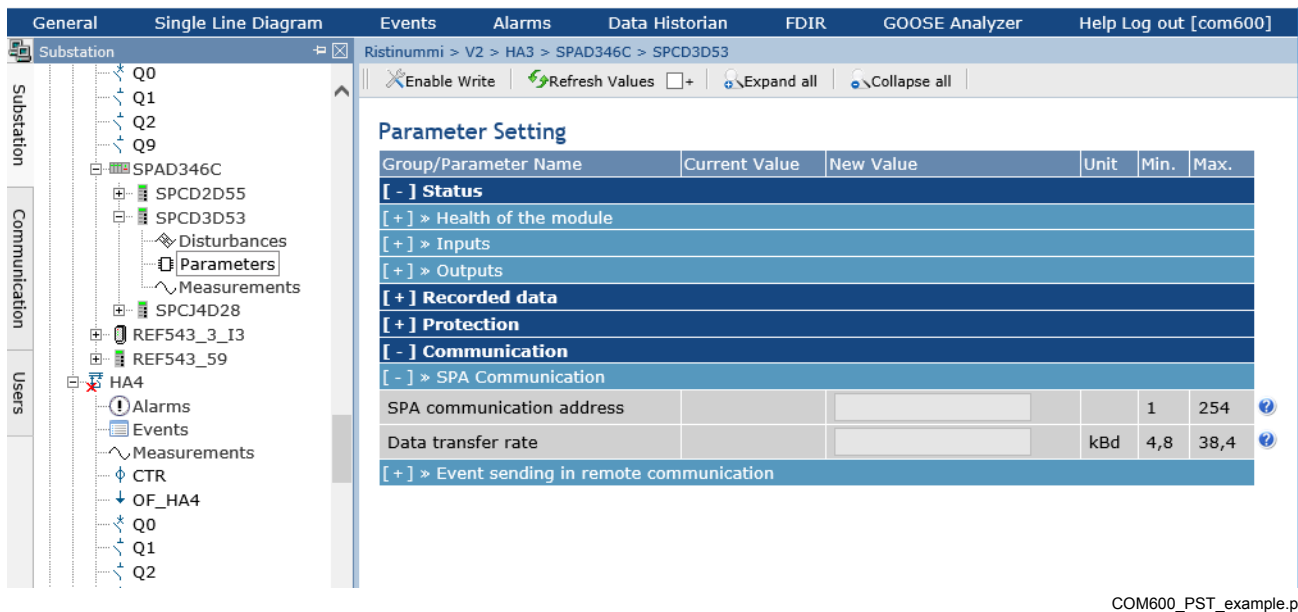 General Single Line Diagram Events Alarms Data Historian FDIR GOOSE Analyzer Help Log out [com600]
Substation
Ristinummi > V2 > HA3 > SPAD346C > SPCD3D53
Enable Write Refresh Values + Expand all Collapse all
Substation
Communication
Users
Q0
Q1
Q2
Q9
SPAD346C
SPCD2D55
SPCD3D53
Disturbances
Parameters
Measurements
SPCJ4D28
REF543_3_I3
REF543_59
HA4
Alarms
Events
Measurements
CTR
OF_HA4
Q0
Q1
Q2
Parameter Setting
Group/Parameter Name Current Value New Value Unit Min. Max.
[ - ] Status
[+] » Health of the module
[+] » Inputs
[+] » Outputs
[+] Recorded data
[+] Protection
[ - ] Communication
[ - ] » SPA Communication
SPA communication address 1 254 ?
Data transfer rate kBd 4,8 38,4 ?
[+] » Event sending in remote communication
COM600_PST_example.p